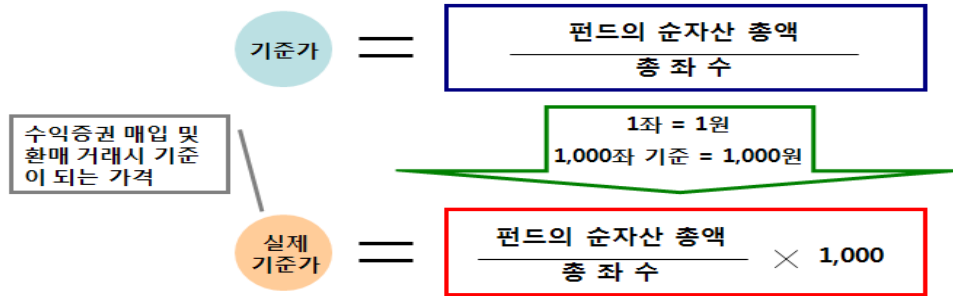 기준가
=
펀드의 순자산 총액
총 좌 수
수익증권 매입 및
환매 거래시 기준
이 되는 가격
1좌 = 1원
1,000좌 기준 = 1,000원
실제
기준가
=
펀드의 순자산 총액
총 좌 수
× 1,000